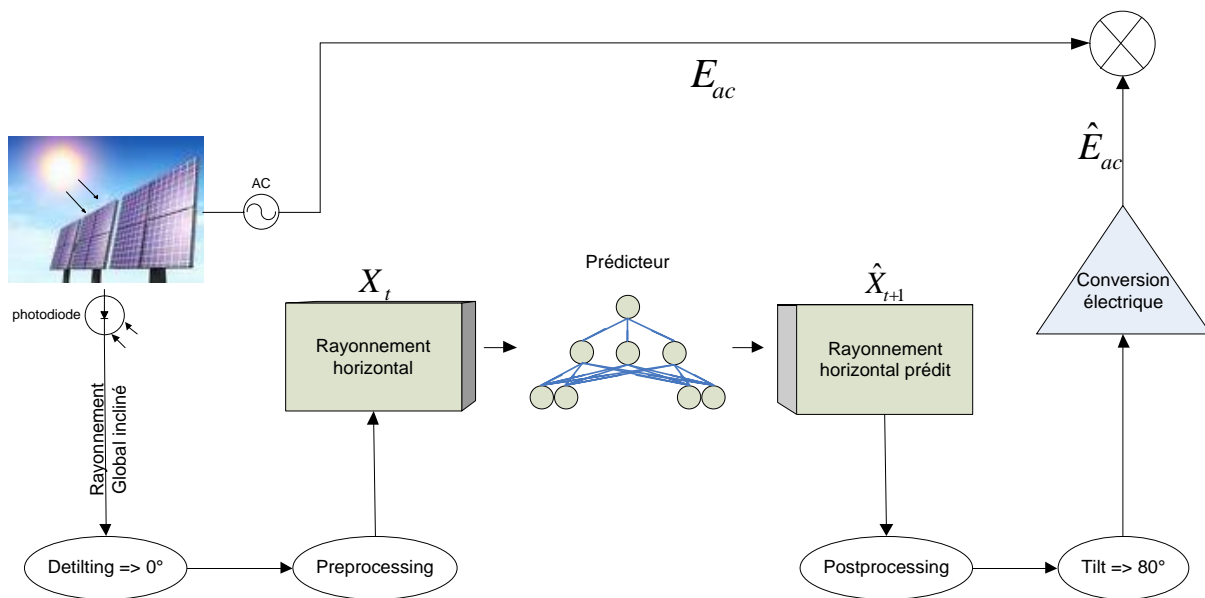 E_ac
Ê_ac
AC
Prédicteur
X_t
X̂_t+1
photodiode
Rayonnement
horizontal
Rayonnement
horizontal prédit
Conversion
électrique
Rayonnement
Global incliné
Detilting => 0°
Preprocessing
Postprocessing
Tilt => 80°